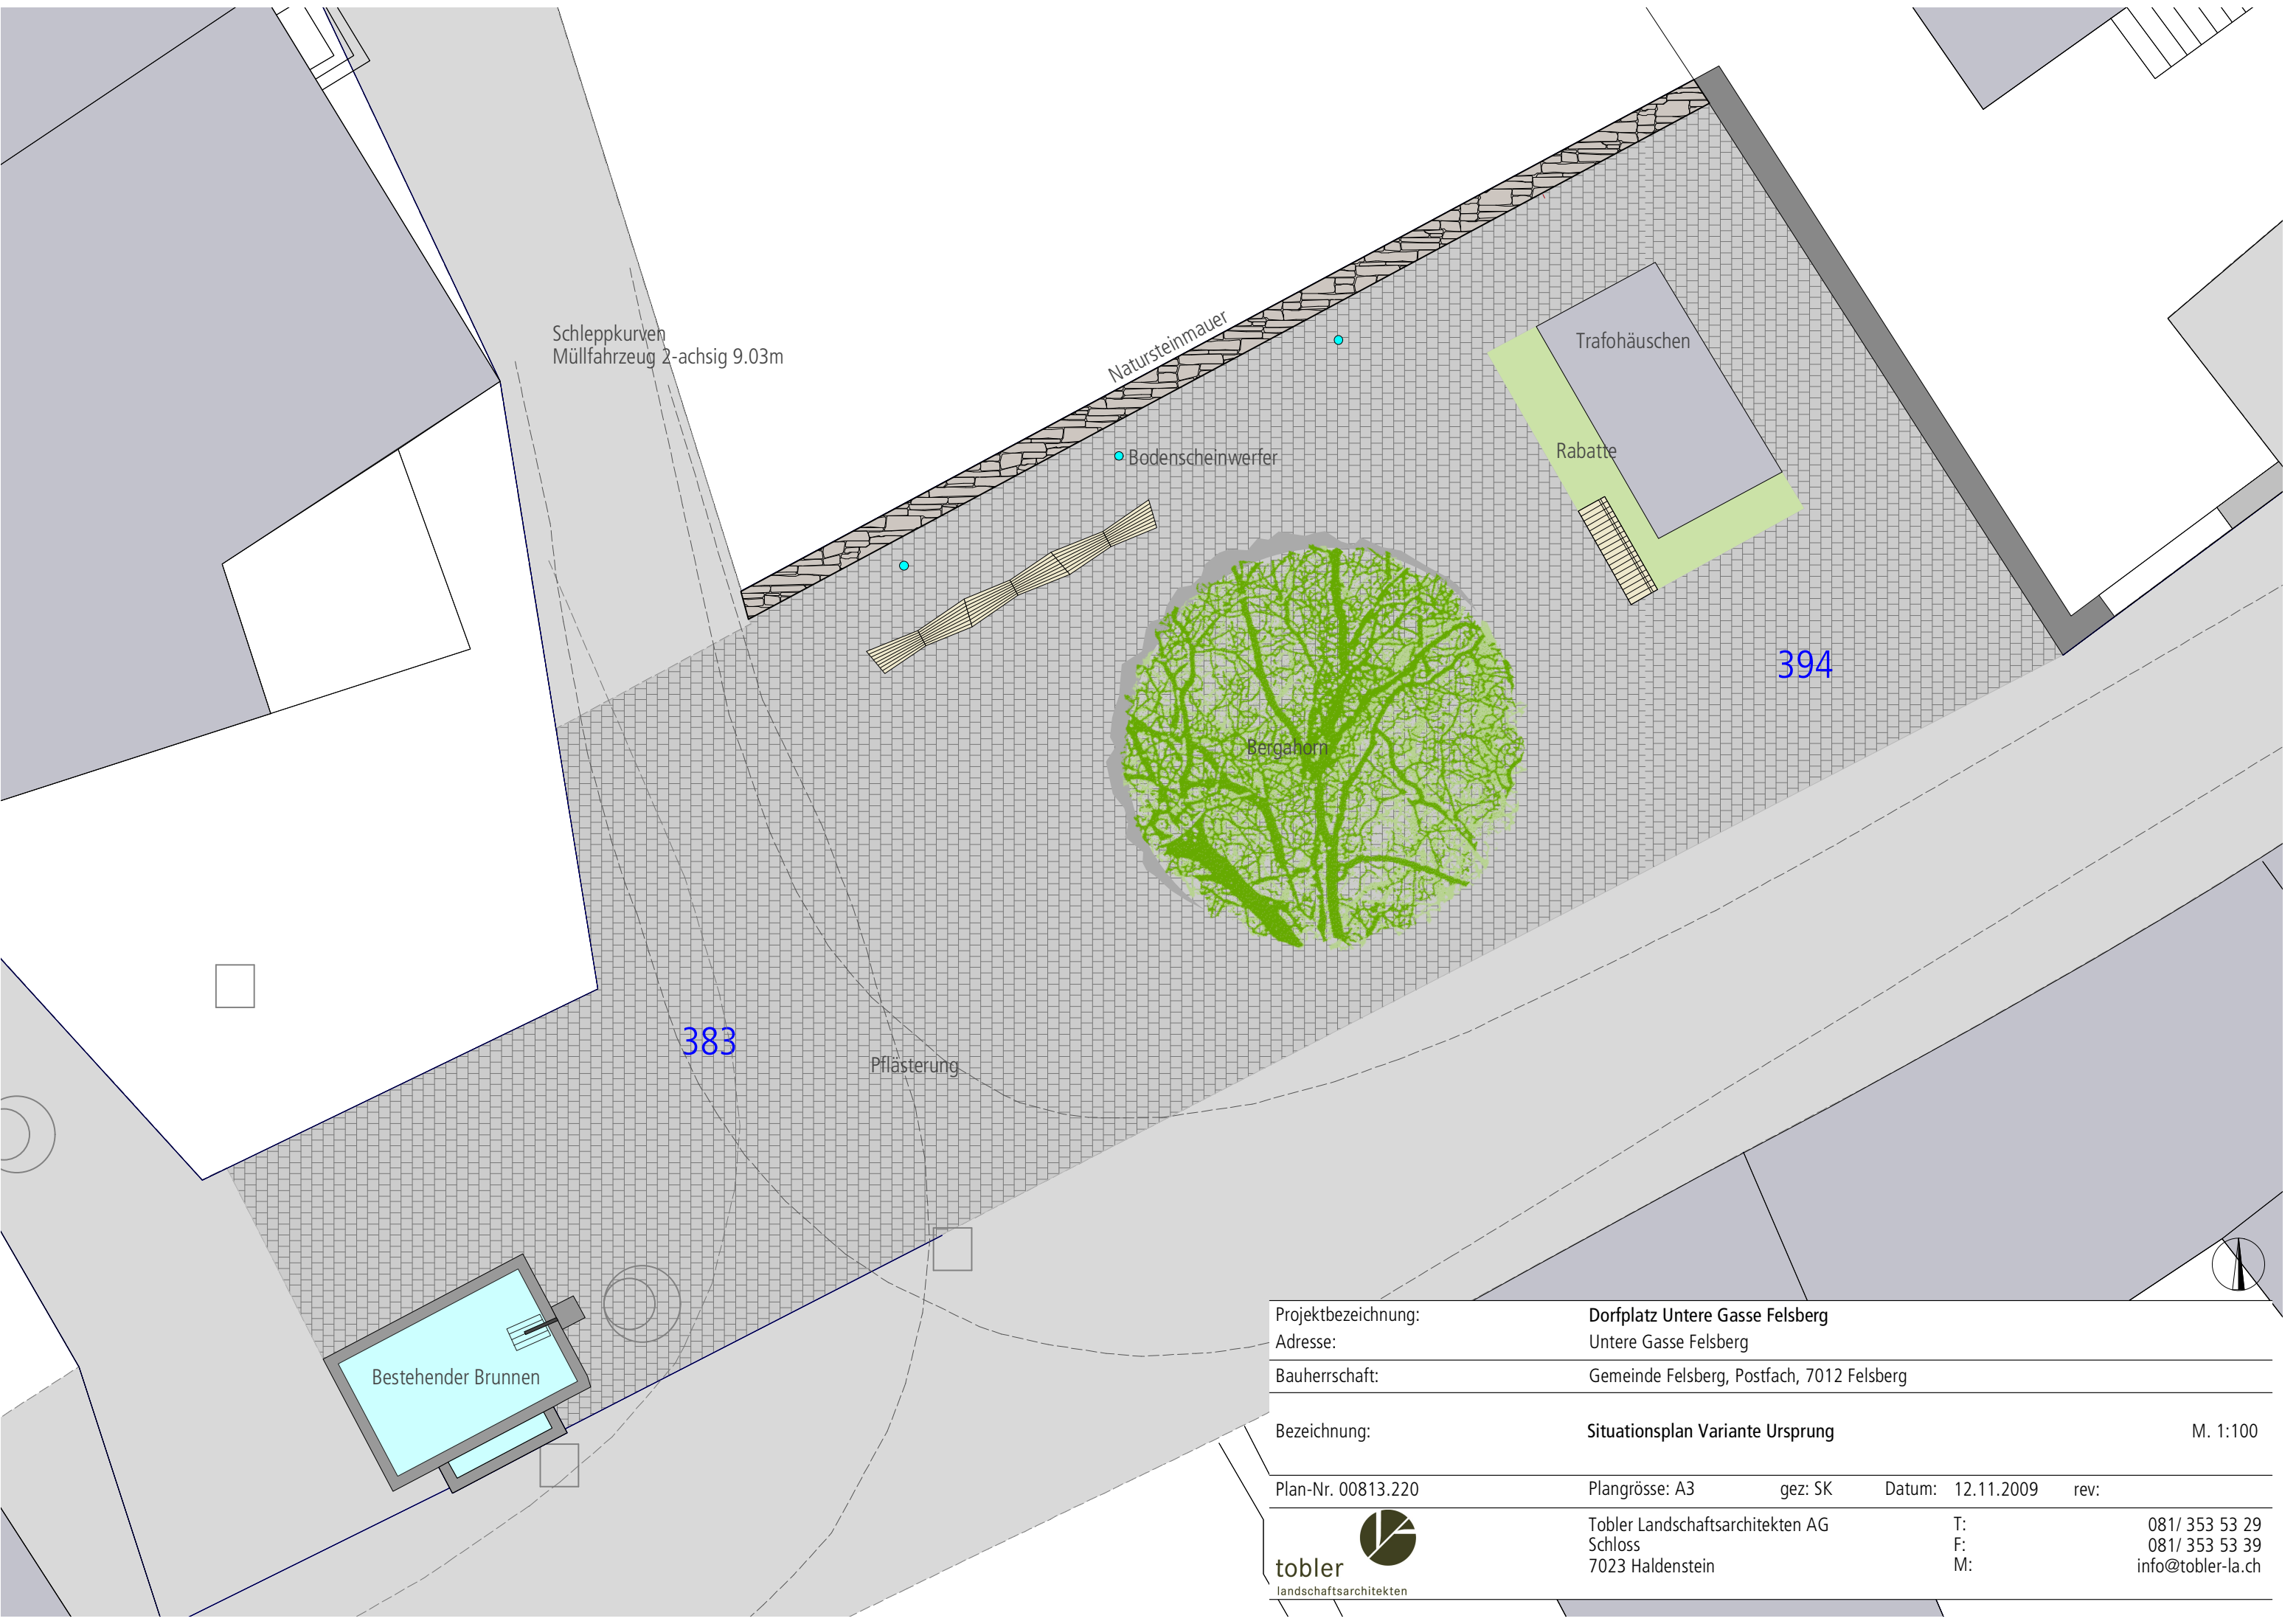 Schleppkurven
Müllfahrzeug 2-achsig 9.03m
Natursteinmauer
Trafohäuschen
Bodenscheinwerfer
Rabatte
394
Bergahorn
383
Pflästerung
Bestehender Brunnen
Projektbezeichnung: Dorfplatz Untere Gasse Felsberg
Adresse: Untere Gasse Felsberg
Bauherrschaft: Gemeinde Felsberg, Postfach, 7012 Felsberg
Bezeichnung: Situationsplan Variante Ursprung M. 1:100
Plan-Nr. 00813.220 Plangrösse: A3 gez: SK Datum: 12.11.2009 rev:
Tobler Landschaftsarchitekten AG T: 081/ 353 53 29
Schloss F: 081/ 353 53 39
7023 Haldenstein M: info@tobler-la.ch
tobler
landschaftsarchitekten